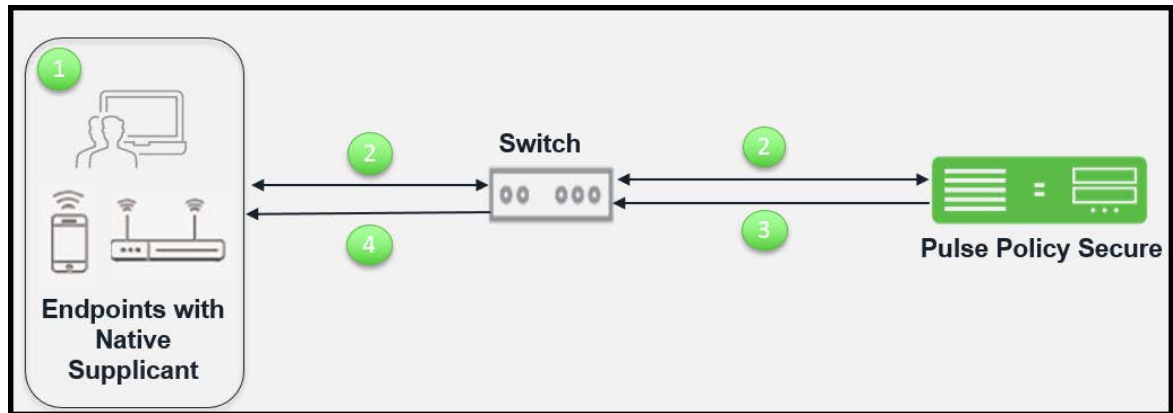 1
2
Switch
2
4
3
Pulse Policy Secure
Endpoints with
Native
Supplicant